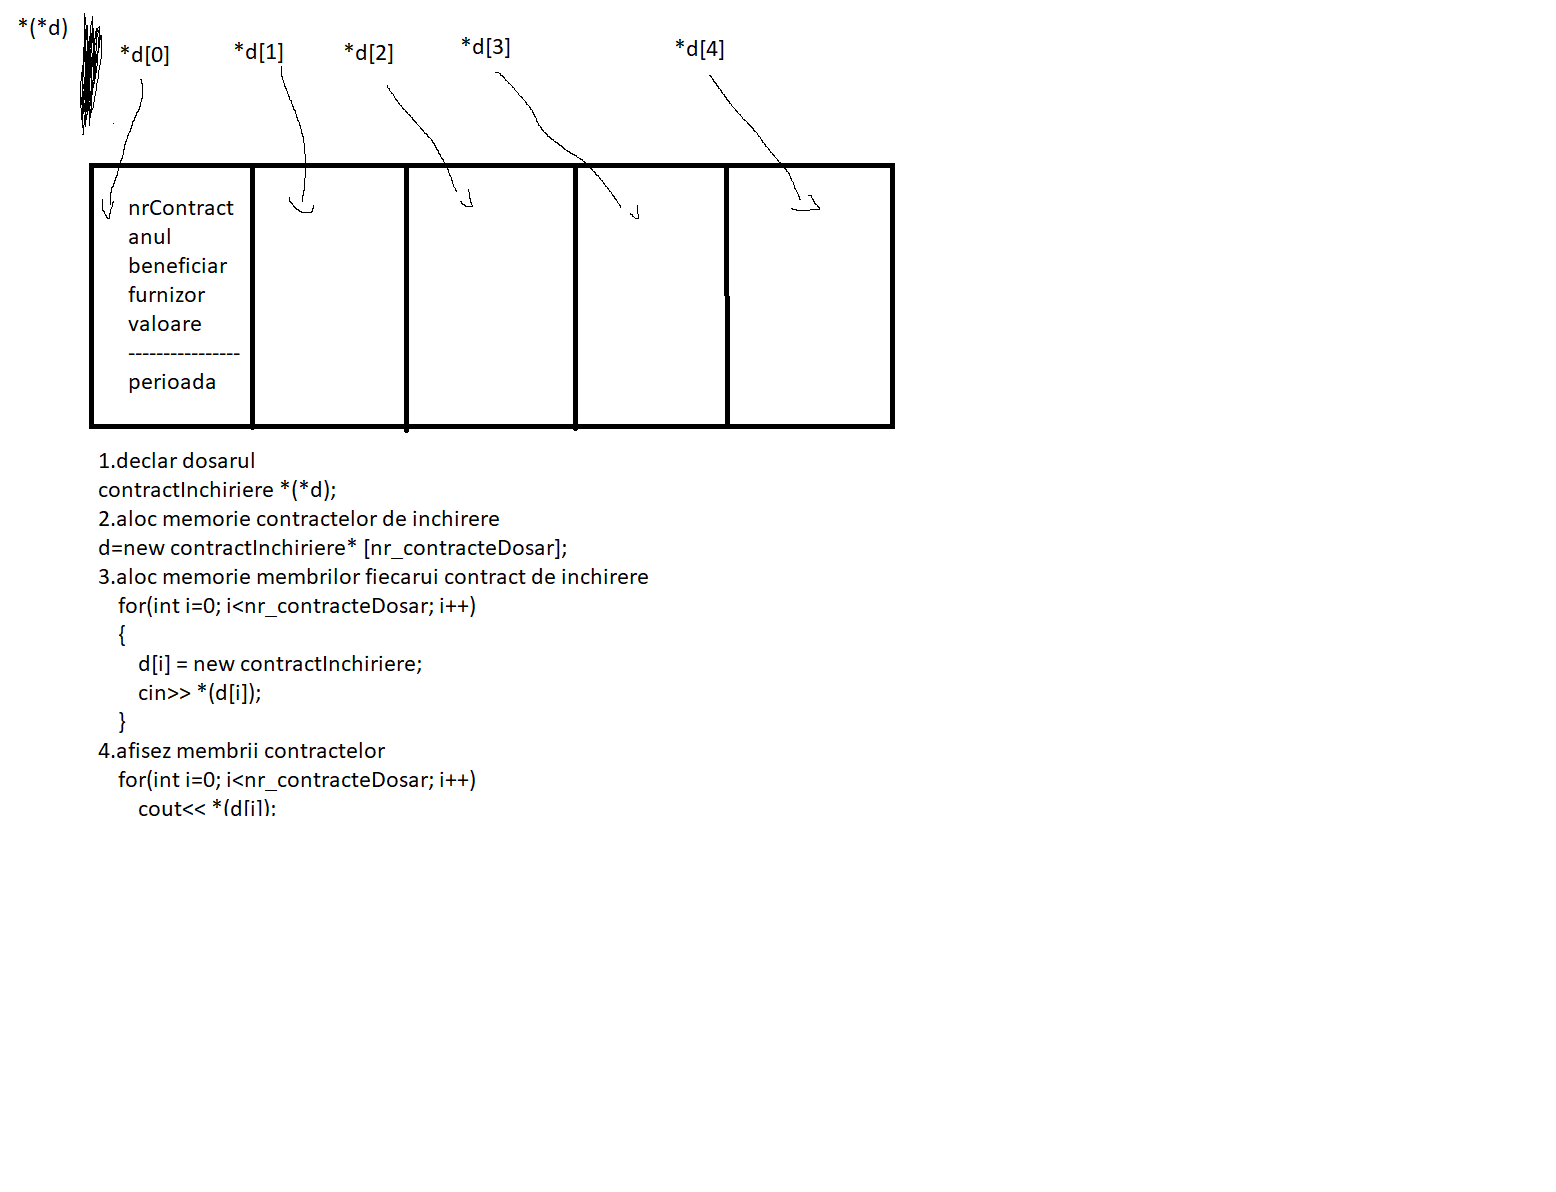 *(*d)
*d[0] *d[1] *d[2] *d[3] *d[4]
nrContract
anul
beneficiar
furnizor
valoare
----------------
perioada
1.declar dosarul
contractInchiriere *(*d);
2.aloc memorie contractelor de inchirere
d=new contractInchiriere* [nr_contracteDosar];
3.aloc memorie membrilor fiecarui contract de inchirere
for(int i=0; i<nr_contracteDosar; i++)
{
d[i] = new contractInchiriere;
cin>> *(d[i]);
}
4.afisez membrii contractelor
for(int i=0; i<nr_contracteDosar; i++)
cout<< *(d[i]);